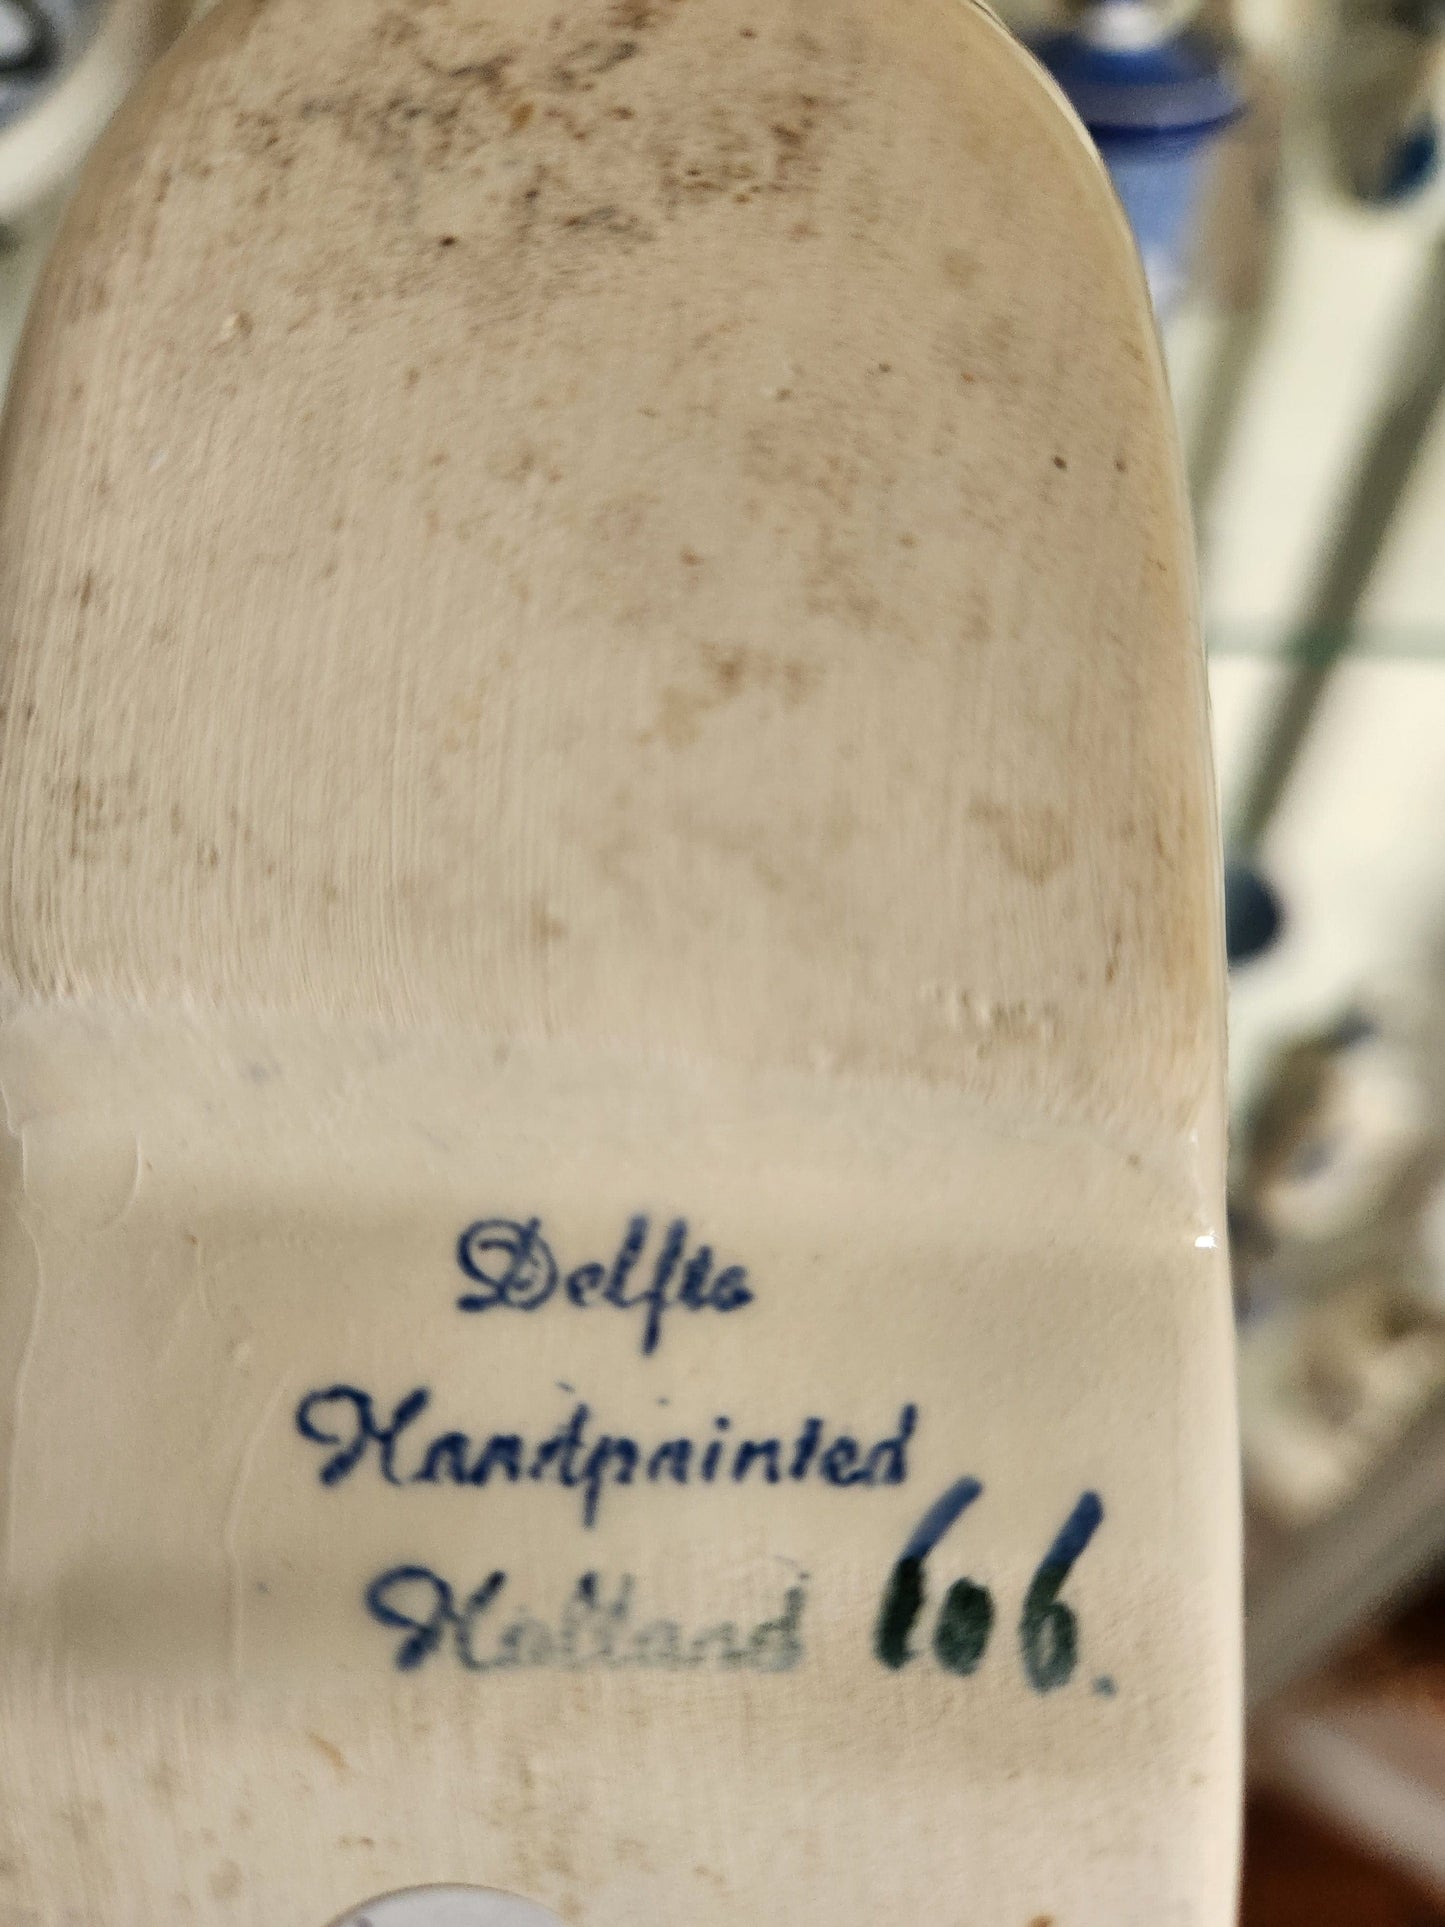 Delfts
Handpainted
Holland 606.